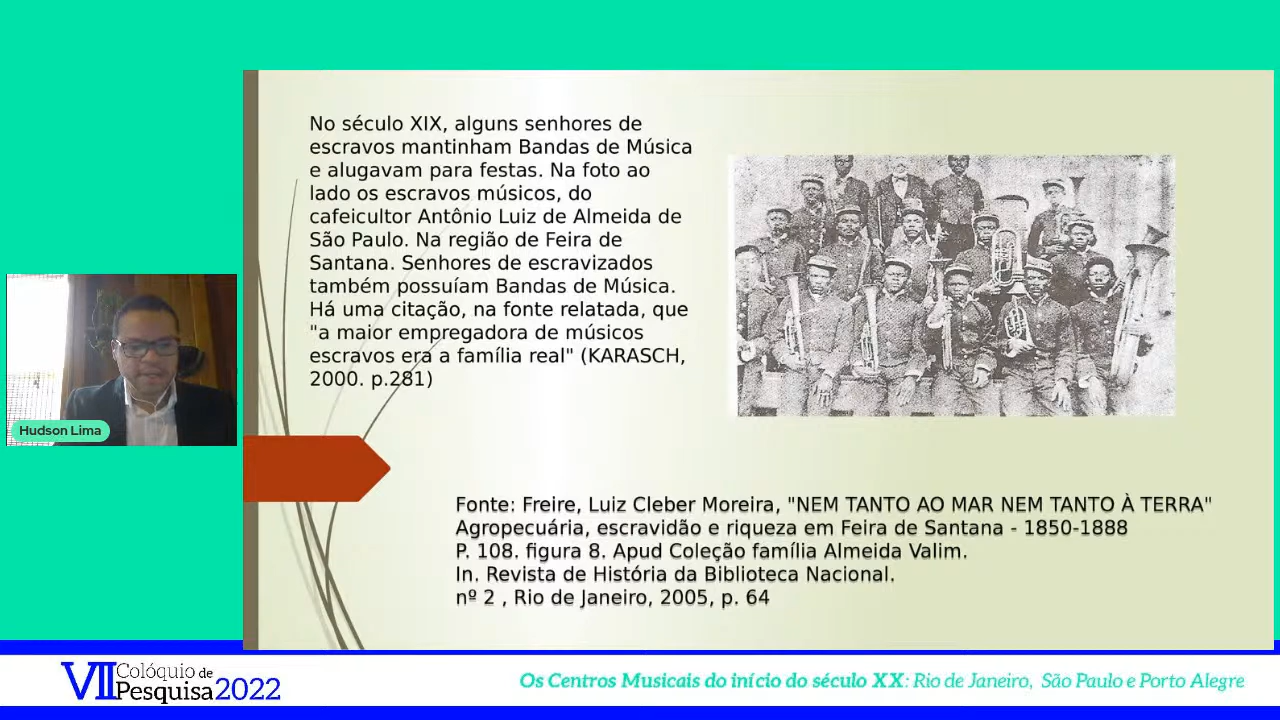 No século XIX, alguns senhores de
escravos mantinham Bandas de Música
e alugavam para festas. Na foto ao
lado os escravos músicos, do
cafeicultor Antônio Luiz de Almeida de
São Paulo. Na região de Feira de
Santana. Senhores de escravizados
também possuíam Bandas de Música.
Há uma citação, na fonte relatada, que
"a maior empregadora de músicos
escravos era a família real" (KARASCH,
2000. p.281)
Hudson Lima
Fonte: Freire, Luiz Cleber Moreira, "NEM TANTO AO MAR NEM TANTO À TERRA"
Agropecuária, escravidão e riqueza em Feira de Santana - 1850-1888
P. 108. figura 8. Apud Coleção família Almeida Valim.
In. Revista de História da Biblioteca Nacional.
nº 2 , Rio de Janeiro, 2005, p. 64
VII Colóquio de
Pesquisa 2022
Os Centros Musicais do início do século XX: Rio de Janeiro, São Paulo e Porto Alegre